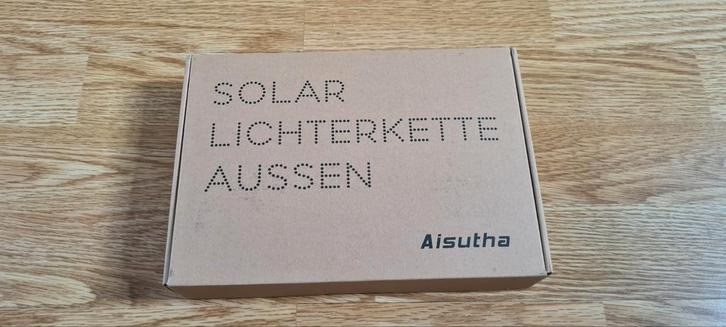 SOLAR
LICHTERKETTE
AUSSEN
Aisutha